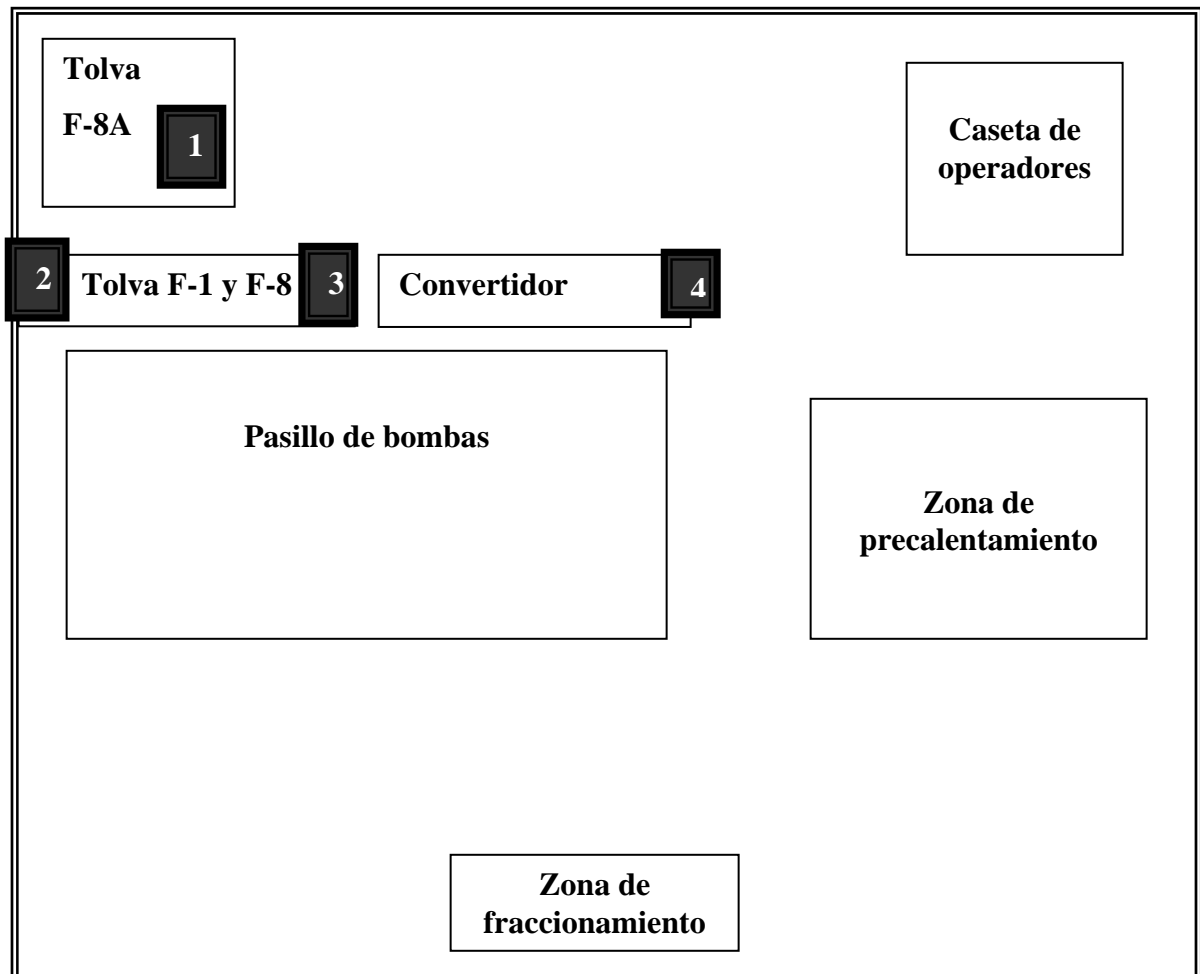 Tolva
F-8A
1
Caseta de
operadores
2
Tolva F-1 y F-8
3
Convertidor
4
Pasillo de bombas
Zona de
precalentamiento
Zona de
fraccionamiento